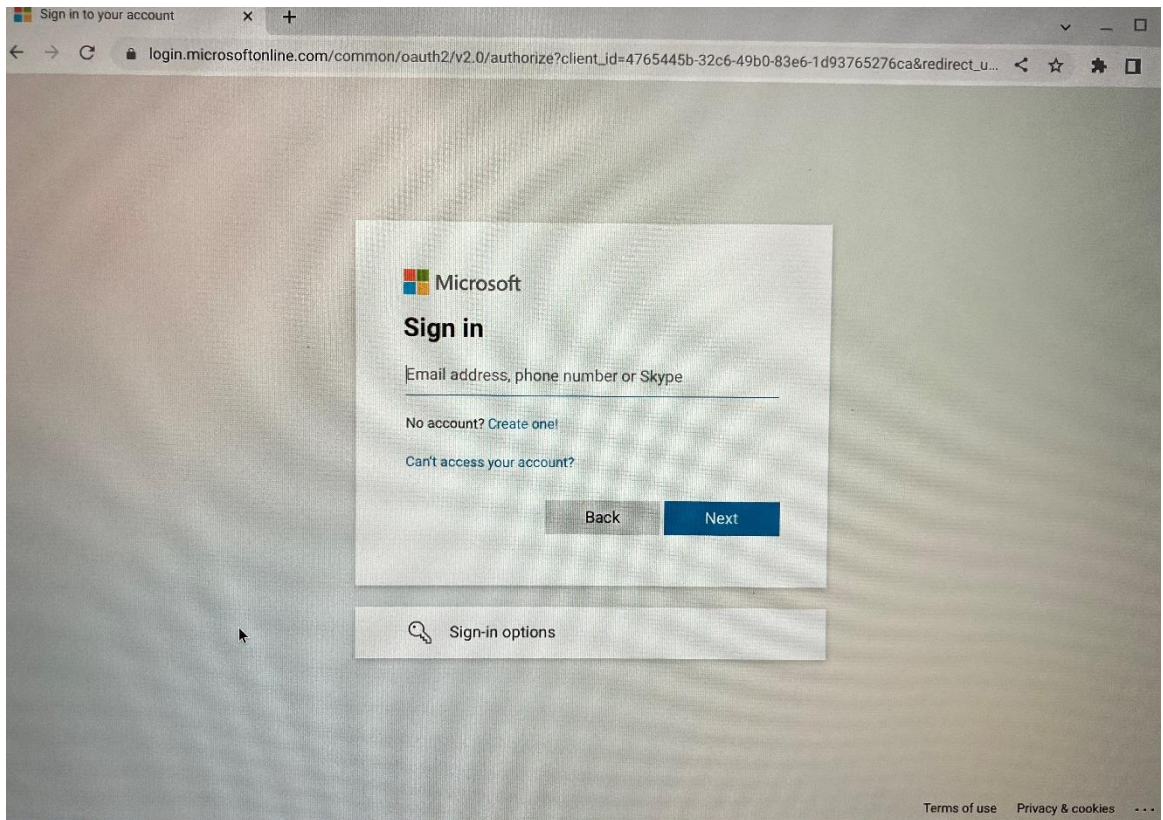 Sign in to your account
login.microsoftonline.com/common/oauth2/v2.0/authorize?client_id=4765445b-32c6-49b0-83e6-1d93765276ca&redirect_u...
Microsoft
Sign in
Email address, phone number or Skype
No account? Create one!
Can't access your account?
Back Next
Sign-in options
Terms of use Privacy & cookies ...